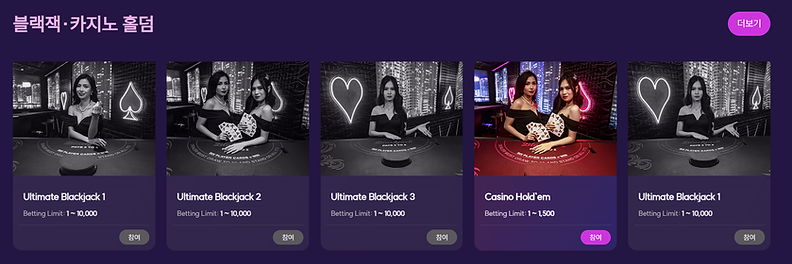 블랙잭·카지노 홀덤
더보기
Ultimate Blackjack 1
Betting Limit: 1 ~ 10,000
참여
Ultimate Blackjack 2
Betting Limit: 1 ~ 10,000
참여
Ultimate Blackjack 3
Betting Limit: 1 ~ 10,000
참여
Casino Hold'em
Betting Limit: 1 ~ 1,500
참여
Ultimate Blackjack 1
Betting Limit: 1 ~ 10,000
참여